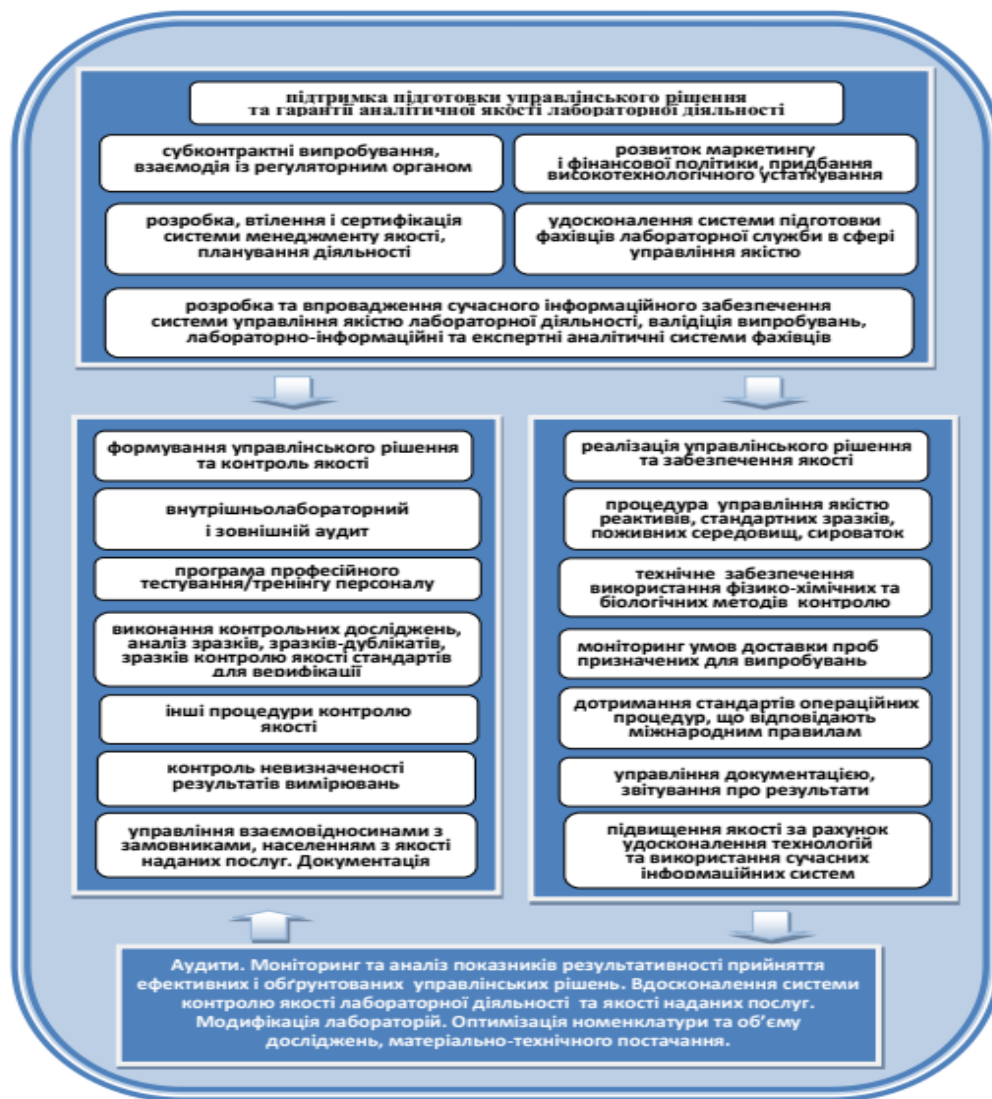 підтримка підготовки управлінського рішення
та гарантії аналітичної якості лабораторної діяльності
субконтрактні випробування,
взаємодія із регуляторним органом
розвиток маркетингу
і фінансової політики, придбання
високотехнологічного устаткування
розробка, втілення і сертифікація
системи менеджменту якості,
планування діяльності
удосконалення системи підготовки
фахівців лабораторної служби в сфері
управління якістю
розробка та впровадження сучасного інформаційного забезпечення
системи управління якістю лабораторної діяльності, валідіція випробувань,
лабораторно-інформаційні та експертні аналітичні системи фахівців
формування управлінського рішення
та контроль якості
внутрішньолабораторний
і зовнішній аудит
програма професійного
тестування/тренінгу персоналу
виконання контрольних досліджень,
аналіз зразків, зразків-дублікатів,
зразків контролю якості стандартів
для верифікації
інші процедури контролю
якості
контроль невизначеності
результатів вимірювань
управління взаємовідносинами з
замовниками, населенням з якості
наданих послуг. Документація
реалізація управлінського рішення
та забезпечення якості
процедура управління якістю
реактивів, стандартних зразків,
поживних середовищ, сироваток
технічне забезпечення
використання фізико-хімічних та
біологічних методів контролю
моніторинг умов доставки проб
призначених для випробувань
дотримання стандартів операційних
процедур, що відповідають
міжнародним правилам
управління документацією,
звітування про результати
підвищення якості за рахунок
удосконалення технологій
та використання сучасних
інформаційних систем
Аудити. Моніторинг та аналіз показників результативності прийняття
ефективних і обґрунтованих управлінських рішень. Вдосконалення системи
контролю якості лабораторної діяльності та якості наданих послуг.
Модифікація лабораторій. Оптимізація номенклатури та об’єму
досліджень, матеріально-технічного постачання.